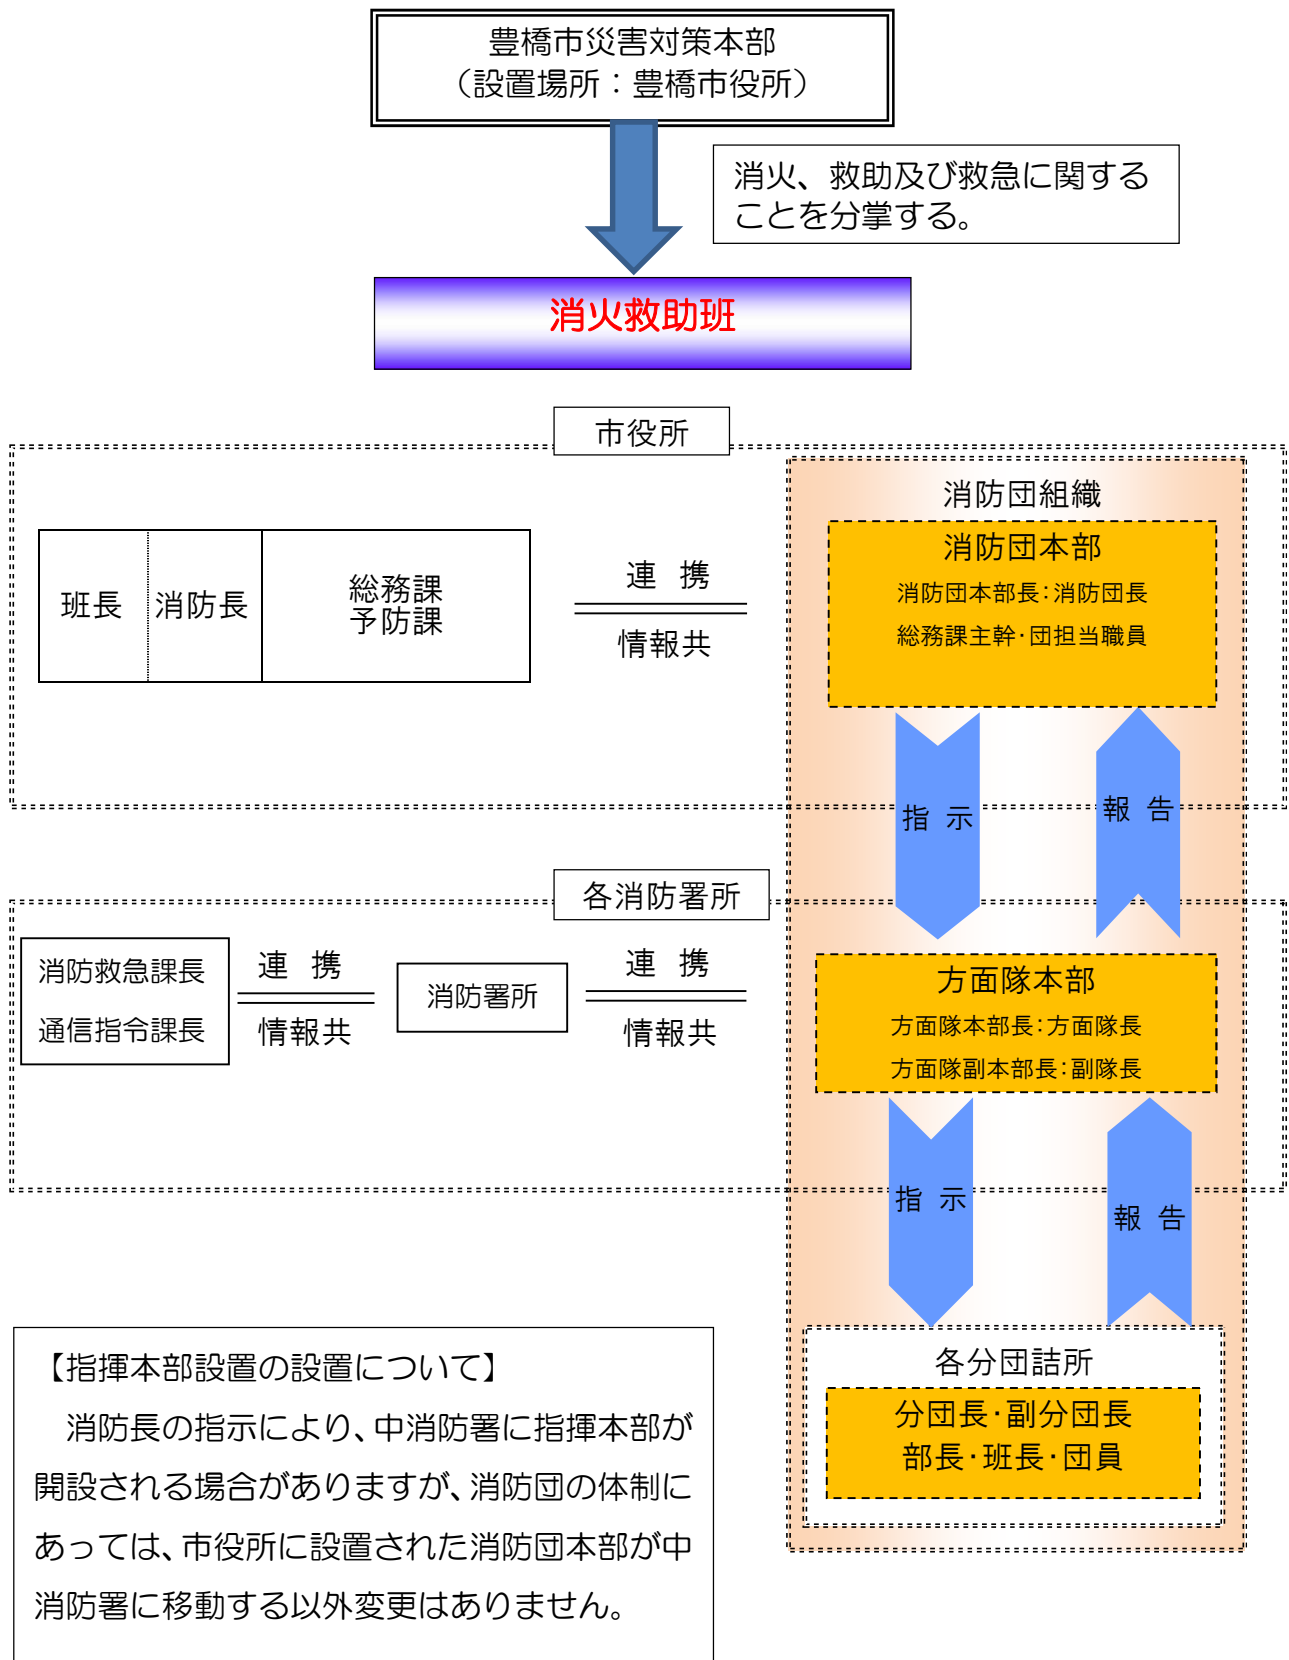 豊橋市災害対策本部
（設置場所：豊橋市役所）
消火、救助及び救急に関する
ことを分掌する。
消火救助班
市役所
班長
消防長
総務課
予防課
連 携
情報共
消防団組織
消防団本部
消防団本部長：消防団長
総務課主幹・団担当職員
指 示
報 告
各消防署所
消防救急課長
通信指令課長
連 携
情報共
消防署所
連 携
情報共
方面隊本部
方面隊本部長：方面隊長
方面隊副本部長：副隊長
指 示
報 告
各分団詰所
分団長・副分団長
部長・班長・団員
【指揮本部設置の設置について】
消防長の指示により、中消防署に指揮本部が
開設される場合がありますが、消防団の体制に
あっては、市役所に設置された消防団本部が中
消防署に移動する以外変更はありません。